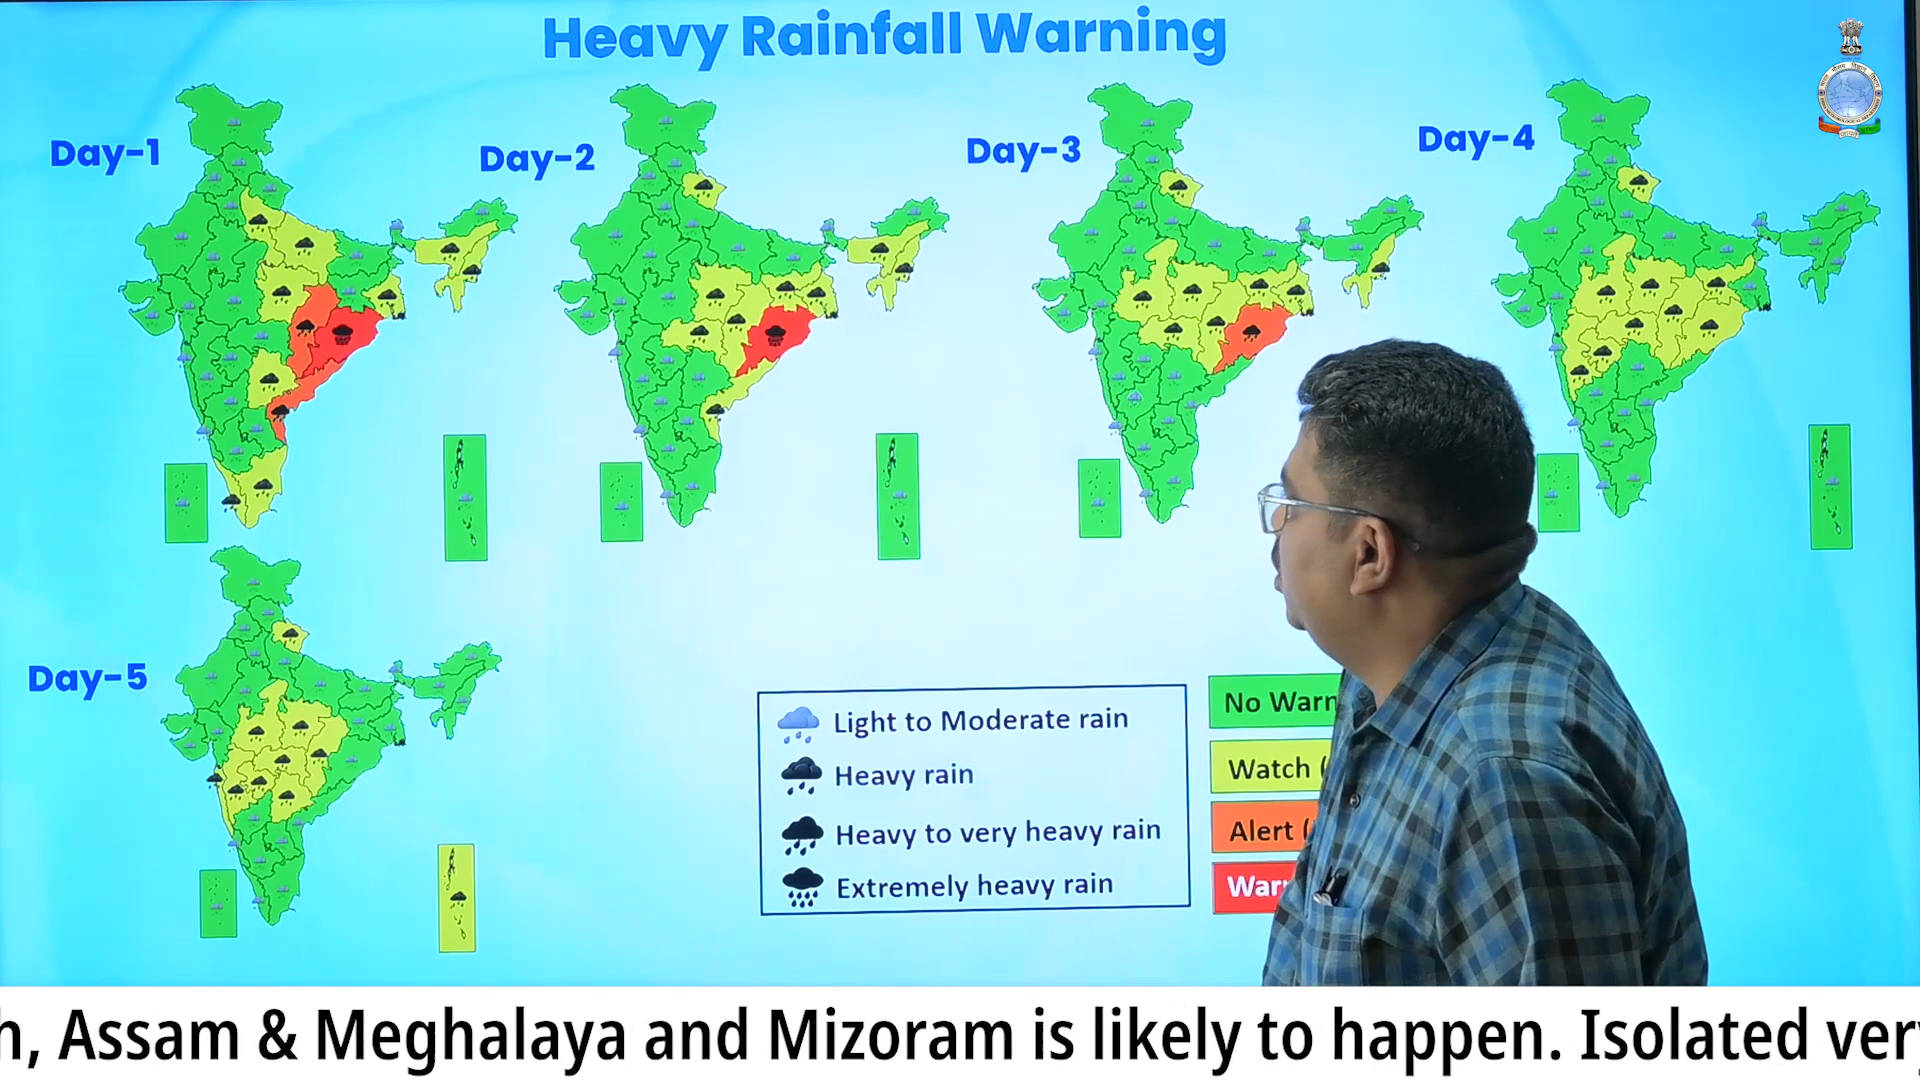 Heavy Rainfall Warning
Day-1
Day-2
Day-3
Day-4
Day-5
Light to Moderate rain
Heavy rain
Heavy to very heavy rain
Extremely heavy rain
No Warn
Watch (
Alert (
War
h, Assam & Meghalaya and Mizoram is likely to happen. Isolated ver